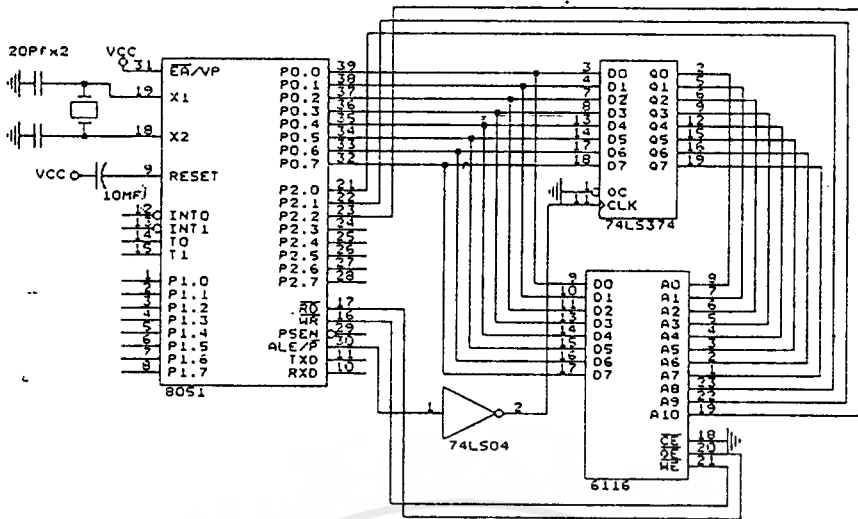 20Pfx2
VCC
31 EA/VP
19 X1
18 X2
VCC 9 RESET
10MF
12 INT0
13 INT1
14 T0
15 T1
1 P1.0
2 P1.1
3 P1.2
4 P1.3
5 P1.4
6 P1.5
7 P1.6
8 P1.7
8051
P0.0 39
P0.1 38
P0.2 37
P0.3 36
P0.4 35
P0.5 34
P0.6 33
P0.7 32
P2.0 21
P2.1 22
P2.2 23
P2.3 24
P2.4 25
P2.5 26
P2.6 27
P2.7 28
RD 17
WR 16
PSEN 29
ALE/P 30
TXD 11
RXD 10
1 2
74LS04
3 D0 Q0 2
4 D1 Q1 5
7 D2 Q2 6
8 D3 Q3 9
13 D4 Q4 12
14 D5 Q5 15
17 D6 Q6 16
18 D7 Q7 19
1 OC
11 CLK
74LS374
9 D0 A0 8
10 D1 A1 7
11 D2 A2 6
13 D3 A3 5
14 D4 A4 4
15 D5 A5 3
16 D6 A6 2
17 D7 A7 1
A8 23
A9 22
A10 19
CE 18
OE 20
WE 21
6116